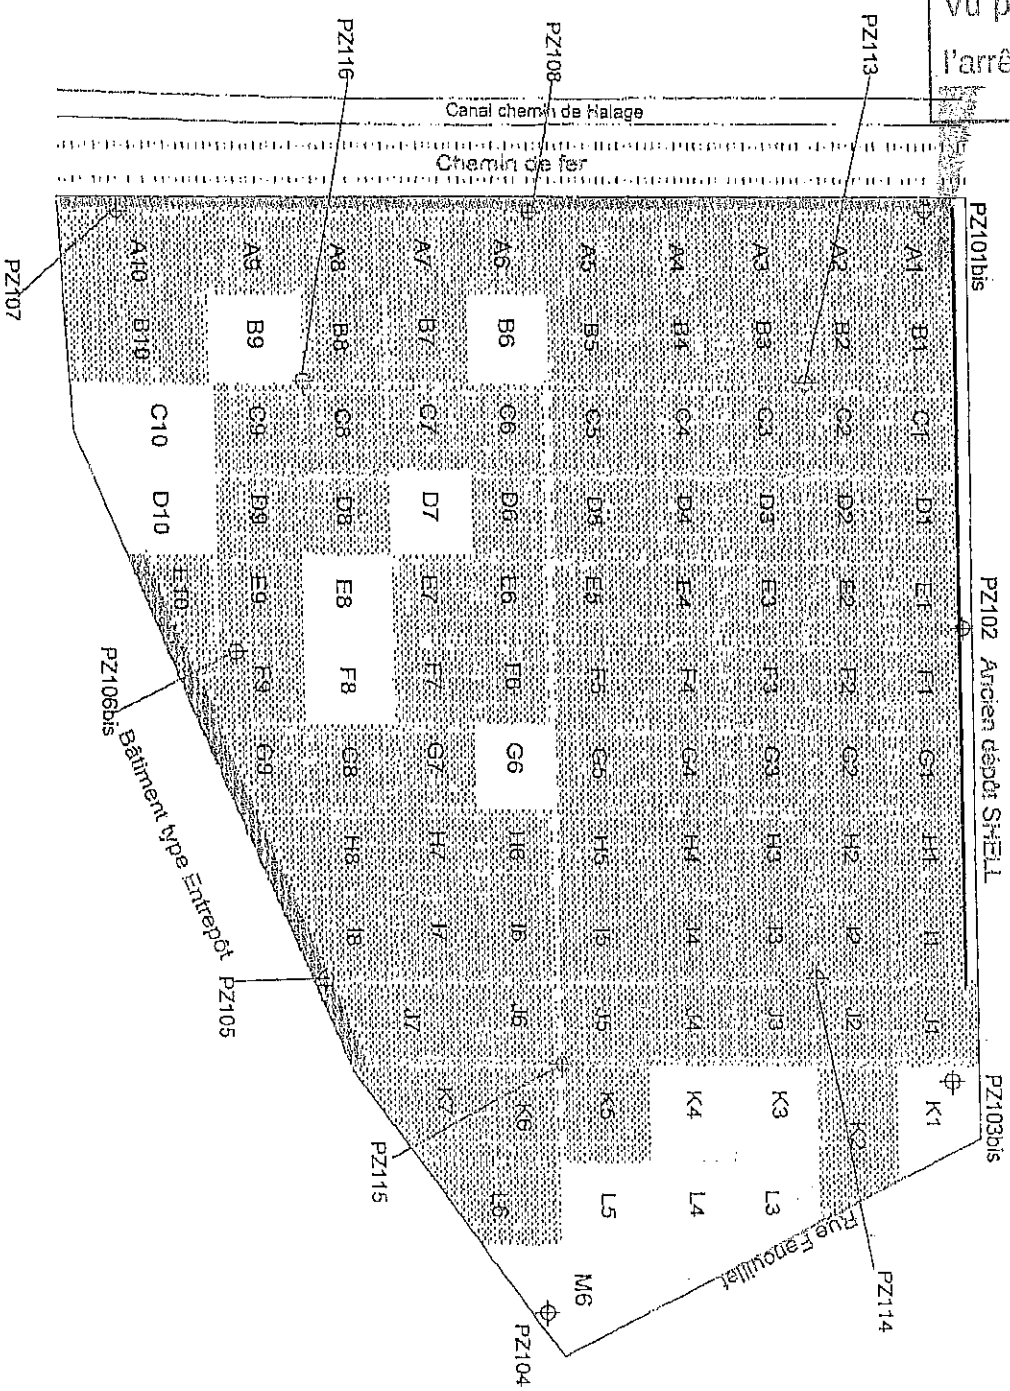 Vu p
l'arrê
PZ116
PZ108
PZ113
Canal chemin de Halage
Chemin de fer
PZ107
PZ101bis
A10
A9
A8
A7
A6
A5
A4
A3
A2
A1
B10
B9
B8
B7
B6
B5
B4
B3
B2
B1
C10
C9
C8
C7
C6
C5
C4
C3
C2
C1
D10
D9
D8
D7
D6
D5
D4
D3
D2
D1
E10
E9
E8
E7
E6
E5
E4
E3
E2
E1
F9
F8
F7
F6
F5
F4
F3
F2
F1
G9
G8
G7
G6
G5
G4
G3
G2
G1
H8
H7
H6
H5
H4
H3
H2
H1
I8
I7
I6
I5
I4
I3
I2
I1
J7
J6
J5
J4
J3
J2
J1
K7
K6
K5
K4
K3
K2
K1
L6
L5
L4
L3
M6
PZ102 Ancien dépôt SHELL
PZ103bis
PZ106bis
Bâtiment type Entrepôt
PZ105
PZ115
Rue Fanouillet
PZ114
PZ104